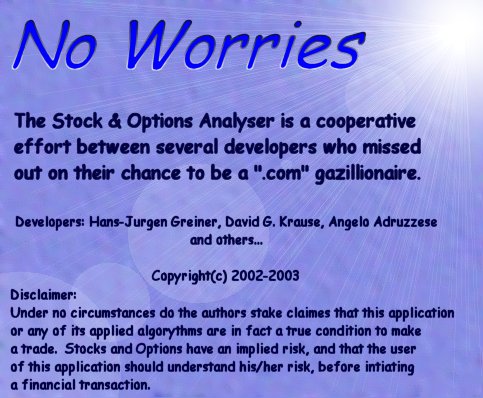 No Worries
The Stock & Options Analyser is a cooperative
effort between several developers who missed
out on their chance to be a ".com" gazillionaire.
Developers: Hans-Jurgen Greiner, David G. Krause, Angelo Adruzzese
and others...
Copyright(c) 2002-2003
Disclaimer:
Under no circumstances do the authors stake claimes that this application
or any of its applied algorythms are in fact a true condition to make
a trade.  Stocks and Options have an implied risk, and that the user
of this application should understand his/her risk, before intiating
a financial transaction.